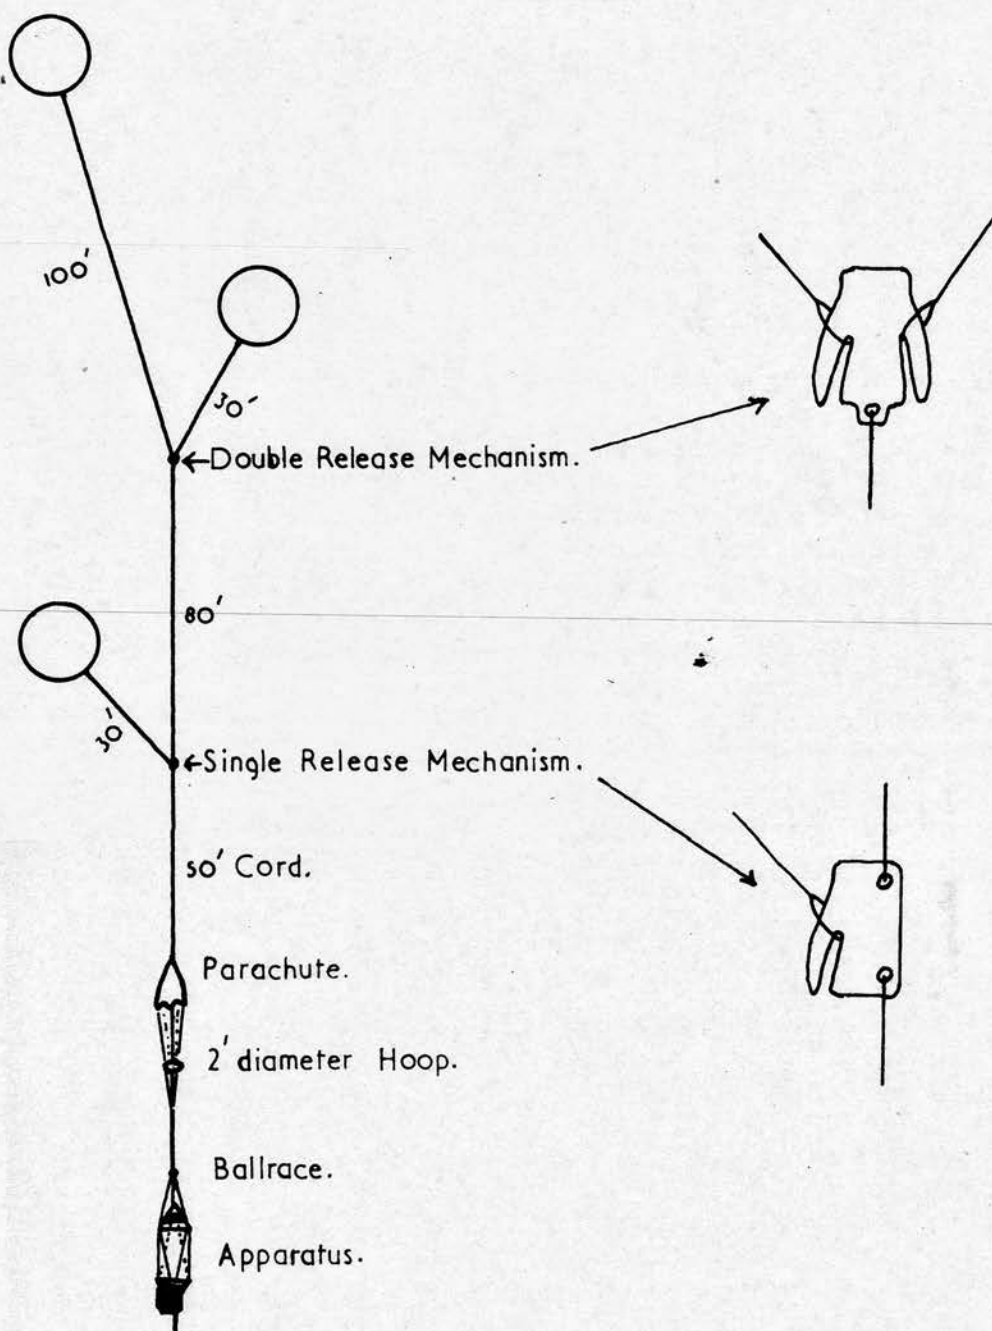 100'
30'
←Double Release Mechanism.
80'
30'
←Single Release Mechanism.
50' Cord.
Parachute.
2' diameter Hoop.
Ballrace.
Apparatus.